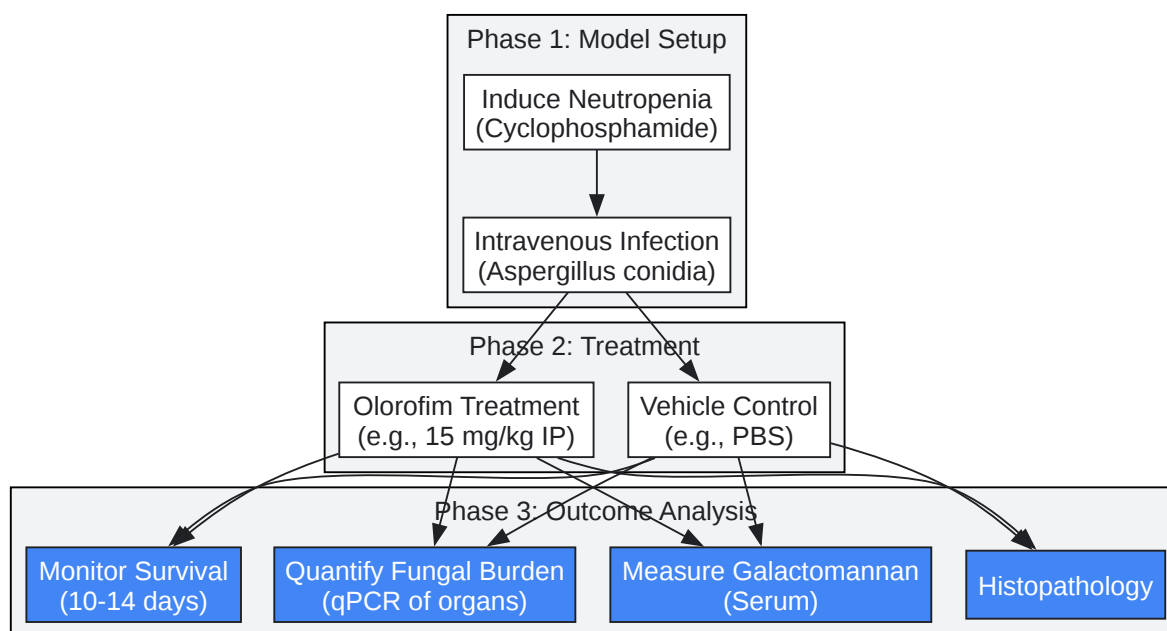 Phase 1: Model Setup
Induce Neutropenia
(Cyclophosphamide)
Intravenous Infection
(Aspergillus conidia)
Phase 2: Treatment
Olorofim Treatment
(e.g., 15 mg/kg IP)
Vehicle Control
(e.g., PBS)
Phase 3: Outcome Analysis
Monitor Survival
(10-14 days)
Quantify Fungal Burden
(qPCR of organs)
Measure Galactomannan
(Serum)
Histopathology